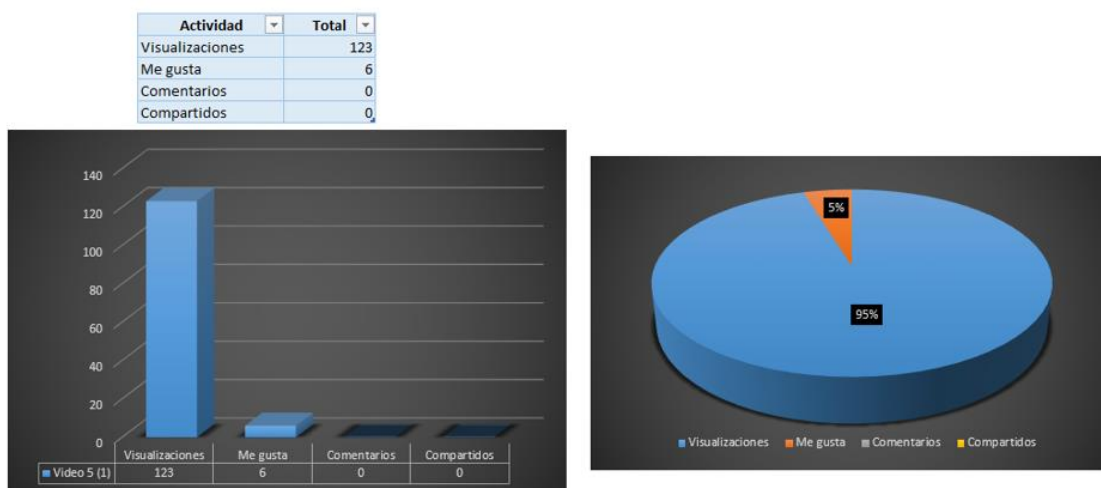 Actividad Total
Visualizaciones 123
Me gusta 6
Comentarios 0
Compartidos 0
140
120
100
80
60
40
20
0
Visualizaciones Me gusta Comentarios Compartidos
Video 5 (1) 123 6 0 0
5%
95%
Visualizaciones Me gusta Comentarios Compartidos